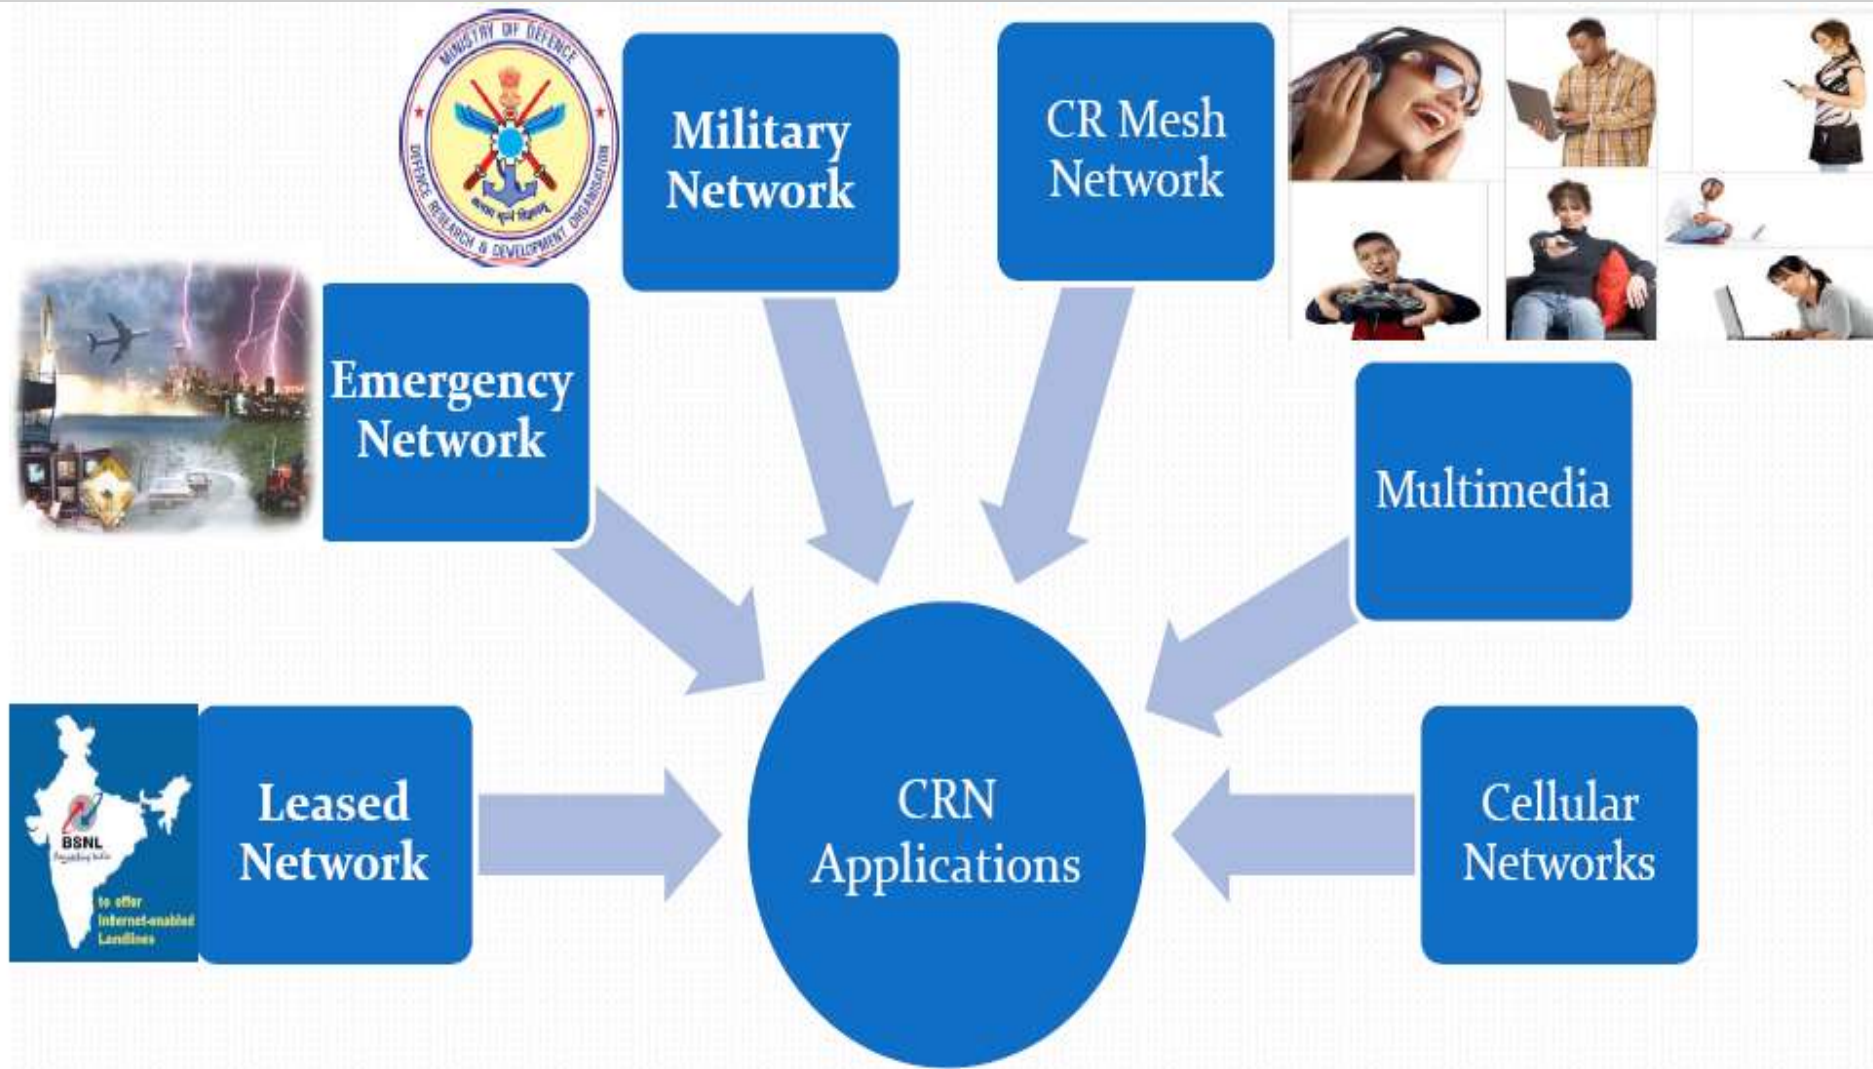 MINISTRY OF DEFENCE
DEFENCE RESEARCH & DEVELOPMENT ORGANISATION
Military
Network
CR Mesh
Network
Emergency
Network
Multimedia
BSNL
to offer
Internet-enabled
Landlines
Leased
Network
CRN
Applications
Cellular
Networks